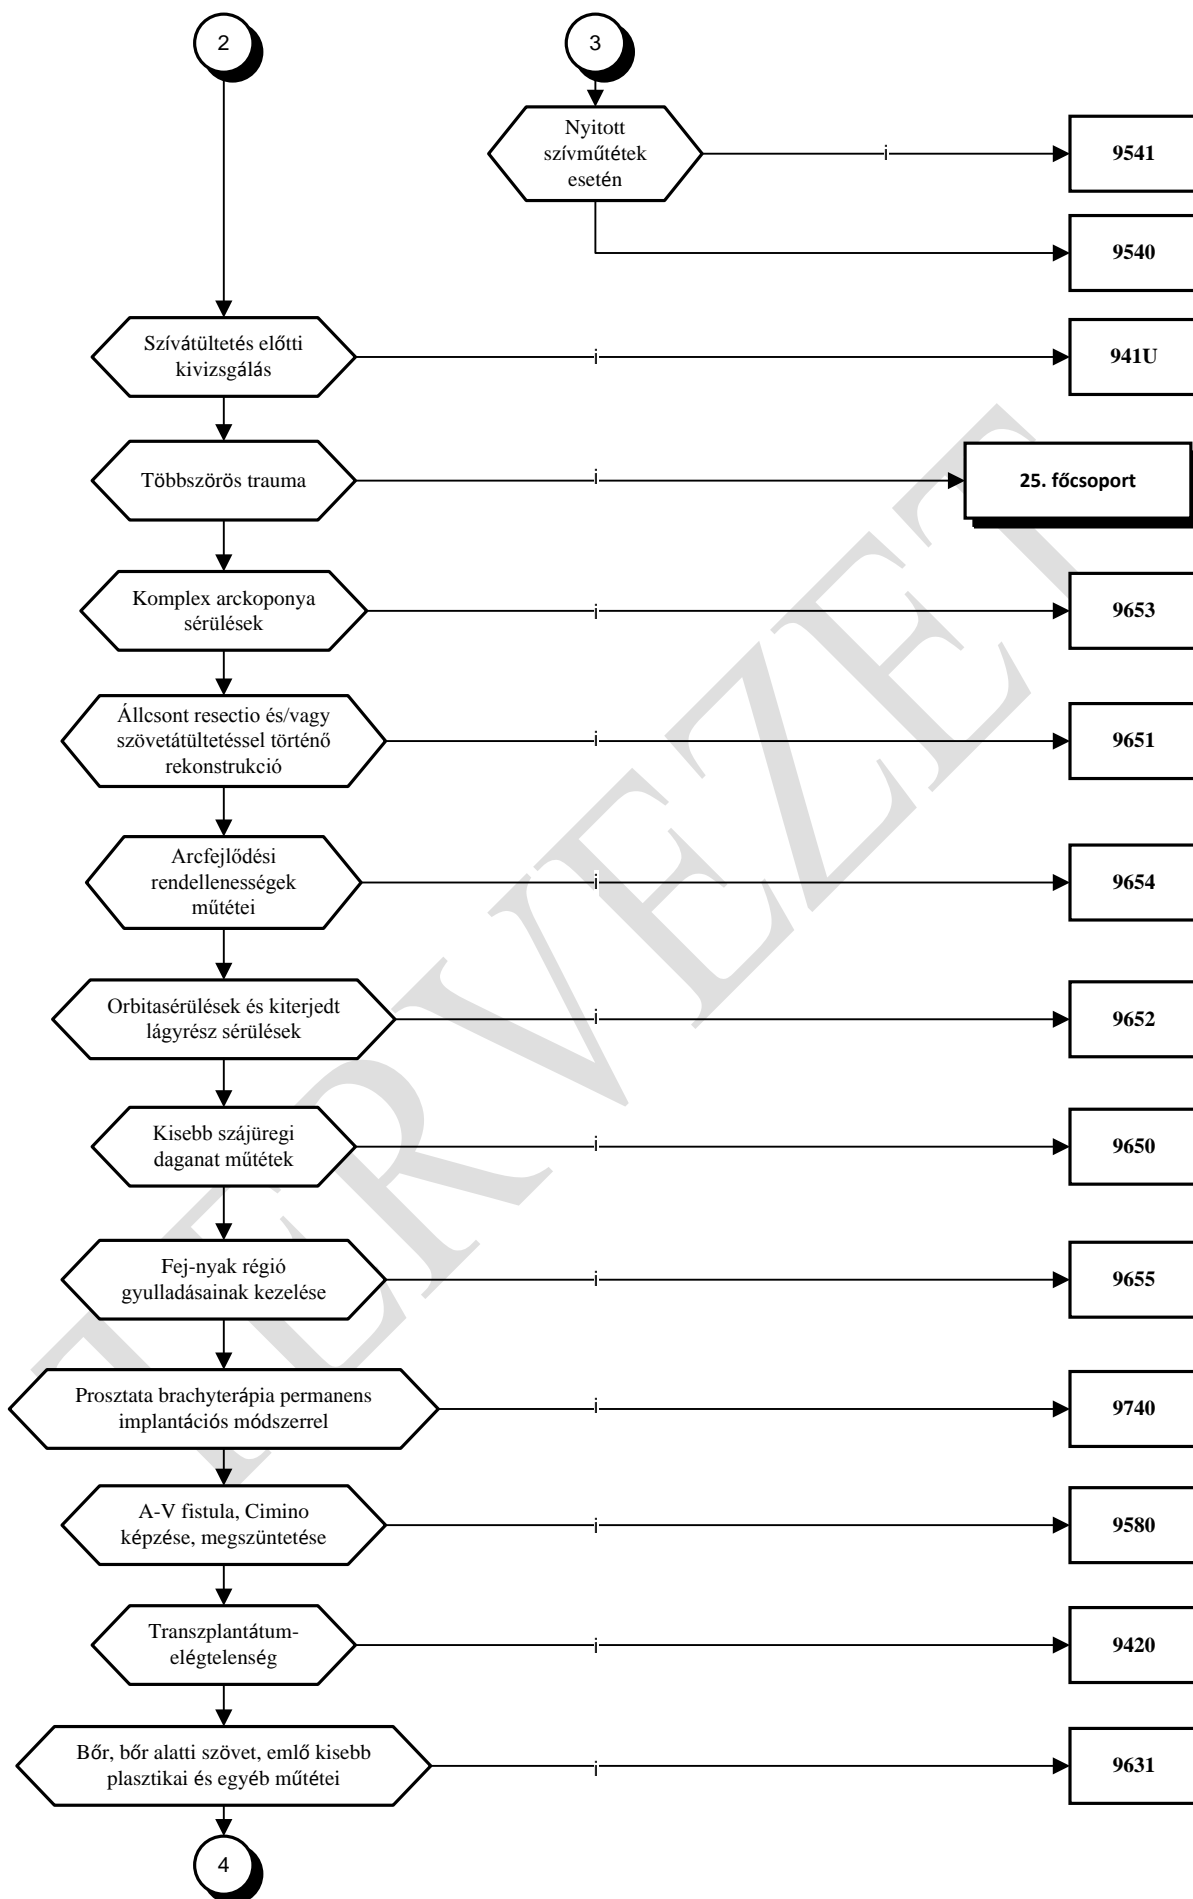 2
3
Nyitott
szívműtétek
esetén
i
9541
9540
Szívátültetés előtti
kivizsgálás
i
941U
Többszörös trauma
i
25. főcsoport
Komplex arckoponya
sérülések
i
9653
Állcsont resectio és/vagy
szövetátültetéssel történő
rekonstrukció
i
9651
Arcfejlődési
rendellenességek
műtétei
i
9654
Orbitasérülések és kiterjedt
lágyrész sérülések
i
9652
Kisebb szájüregi
daganat műtétek
i
9650
Fej-nyak régió
gyulladásainak kezelése
i
9655
Prosztata brachyterápia permanens
implantációs módszerrel
i
9740
A-V fistula, Cimino
képzése, megszüntetése
i
9580
Transzplantátum-
elégtelenség
i
9420
Bőr, bőr alatti szövet, emlő kisebb
plasztikai és egyéb műtétei
i
9631
4
TERVEZET